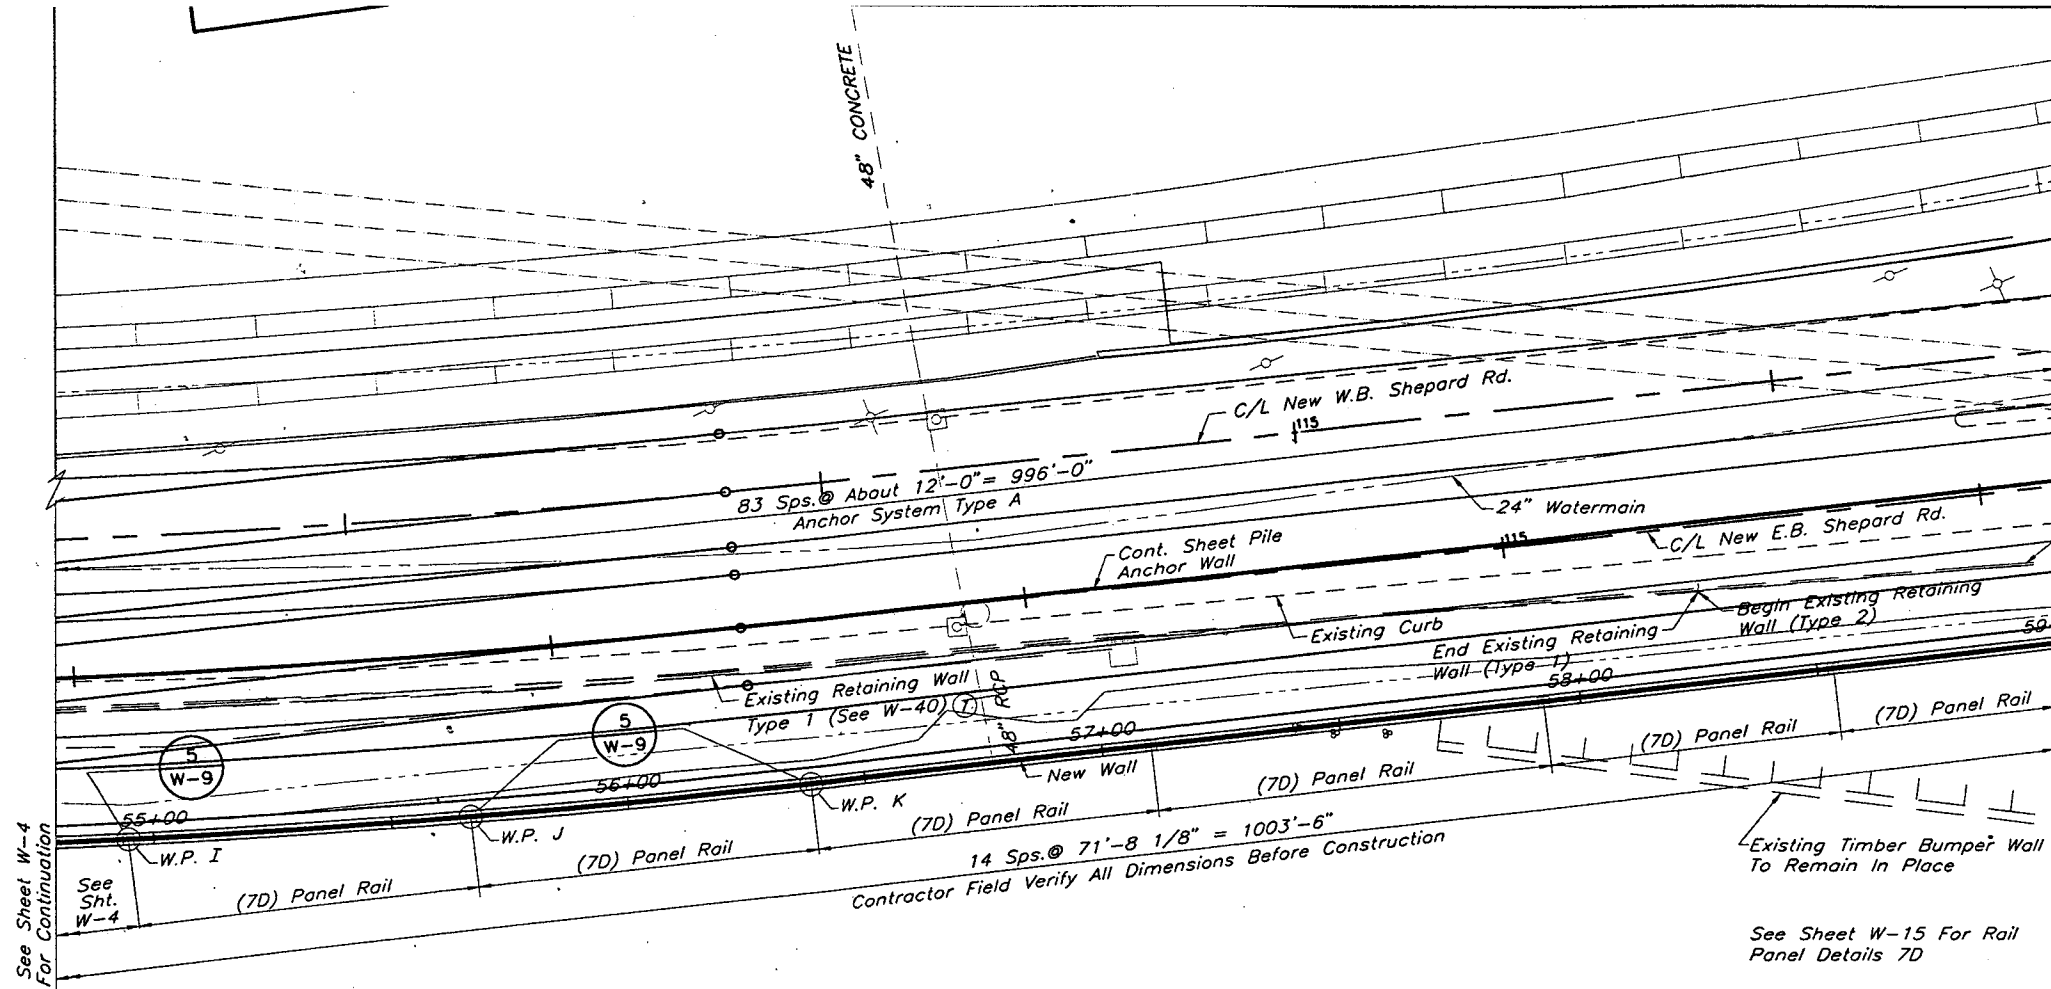 48" CONCRETE
C/L New W.B. Shepard Rd.
115
83 Sps.@ About 12'-0"= 996'-0"
Anchor System Type A
24" Watermain
C/L New E.B. Shepard Rd.
115
Cont. Sheet Pile
Anchor Wall
Existing Curb
Begin Existing Retaining
Wall (Type 2)
End Existing Retaining
Wall (Type 1)
Existing Retaining Wall
Type 1 (See W-40)
T
48" RCP
5
W-9
5
W-9
55+00
56+00
57+00
58+00
59
W.P. I
W.P. J
W.P. K
New Wall
See
Sht.
W-4
(7D) Panel Rail
(7D) Panel Rail
(7D) Panel Rail
(7D) Panel Rail
(7D) Panel Rail
(7D) Panel Rail
14 Sps.@ 71'-8 1/8" = 1003'-6"
Contractor Field Verify All Dimensions Before Construction
Existing Timber Bumper Wall
To Remain In Place
See Sheet W-15 For Rail
Panel Details 7D
See Sheet W-4
For Continuation